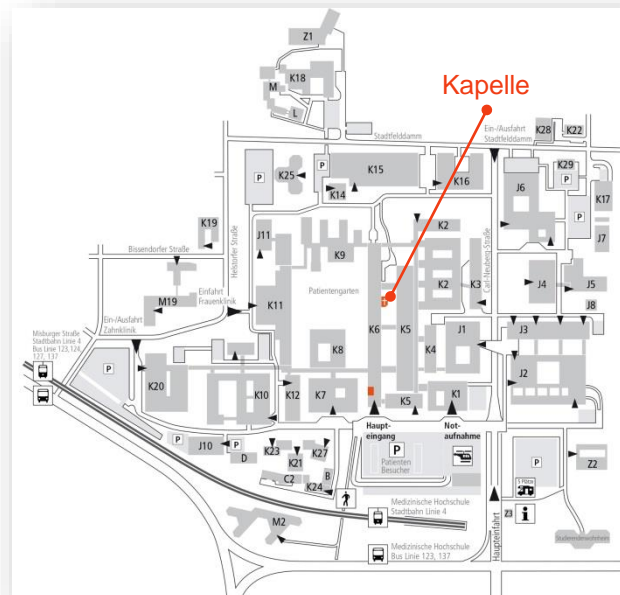 Z1
K18
M
L
Kapelle
Stadtfelddamm
Ein-/Ausfahrt
Stadtfelddamm
K28
K22
P
K25
P
K14
K15
K16
J6
K29
P
P
K17
J7
K19
Bissendorfer Straße
Helstorfer Straße
J11
K9
K2
Patientengarten
K2
K3
Carl-Neuberg-Straße
J4
J5
J8
M19
Einfahrt
Frauenklinik
K11
K6
K5
Ein-/Ausfahrt
Zahnklinik
Misburger Straße
Stadtbahn Linie 4
Bus Linie 123,124,
127, 137
P
K20
K10
K12
K8
K7
K4
J1
J3
J2
K5
K1
Haupt-
eingang
Not-
aufnahme
P
J10
P
D
K23
K21
K27
C2
K24
B
P
Patienten
Besucher
P
5 Plätze
Z2
Z3
i
Haupteinfahrt
M2
Medizinische Hochschule
Stadtbahn Linie 4
Medizinische Hochschule
Bus Linie 123, 137
Studentenwohnheim